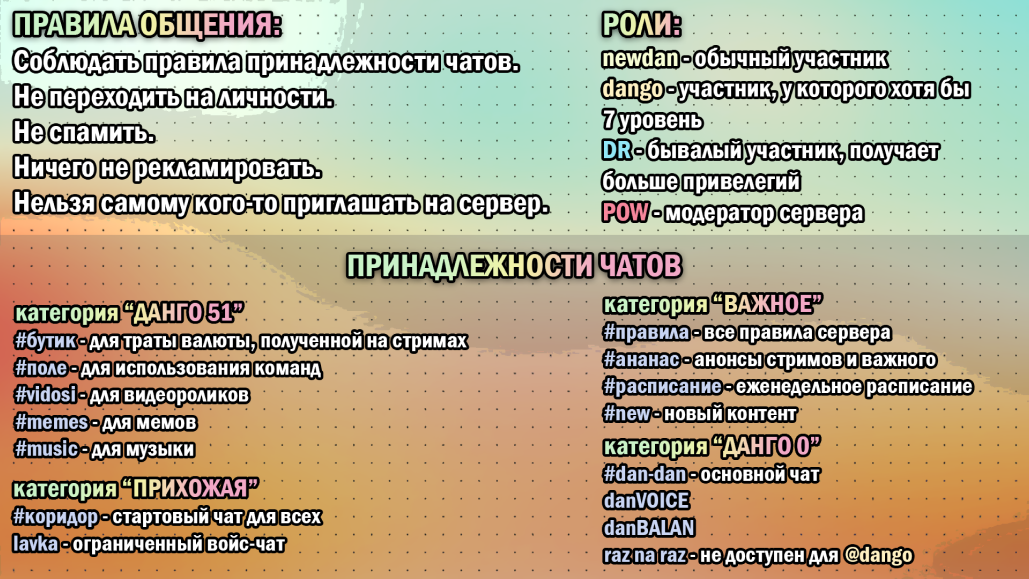 ПРАВИЛА ОБЩЕНИЯ:
Соблюдать правила принадлежности чатов.
Не переходить на личности.
Не спамить.
Ничего не рекламировать.
Нельзя самому кого-то приглашать на сервер.
РОЛИ:
newdan - обычный участник
dango - участник, у которого хотя бы
7 уровень
DR - бывалый участник, получает
больше привелегий
POW - модератор сервера
ПРИНАДЛЕЖНОСТИ ЧАТОВ
категория “ДАНГО 51”
#бутик - для траты валюты, полученной на стримах
#поле - для использования команд
#vidosi - для видеороликов
#memes - для мемов
#music - для музыки
категория “ПРИХОЖАЯ”
#коридор - стартовый чат для всех
lavka - ограниченный войс-чат
категория “ВАЖНОЕ”
#правила - все правила сервера
#ананас - анонсы стримов и важного
#расписание - еженедельное расписание
#new - новый контент
категория “ДАНГО 0”
#dan-dan - основной чат
danVOICE
danBALAN
raz na raz - не доступен для @dango